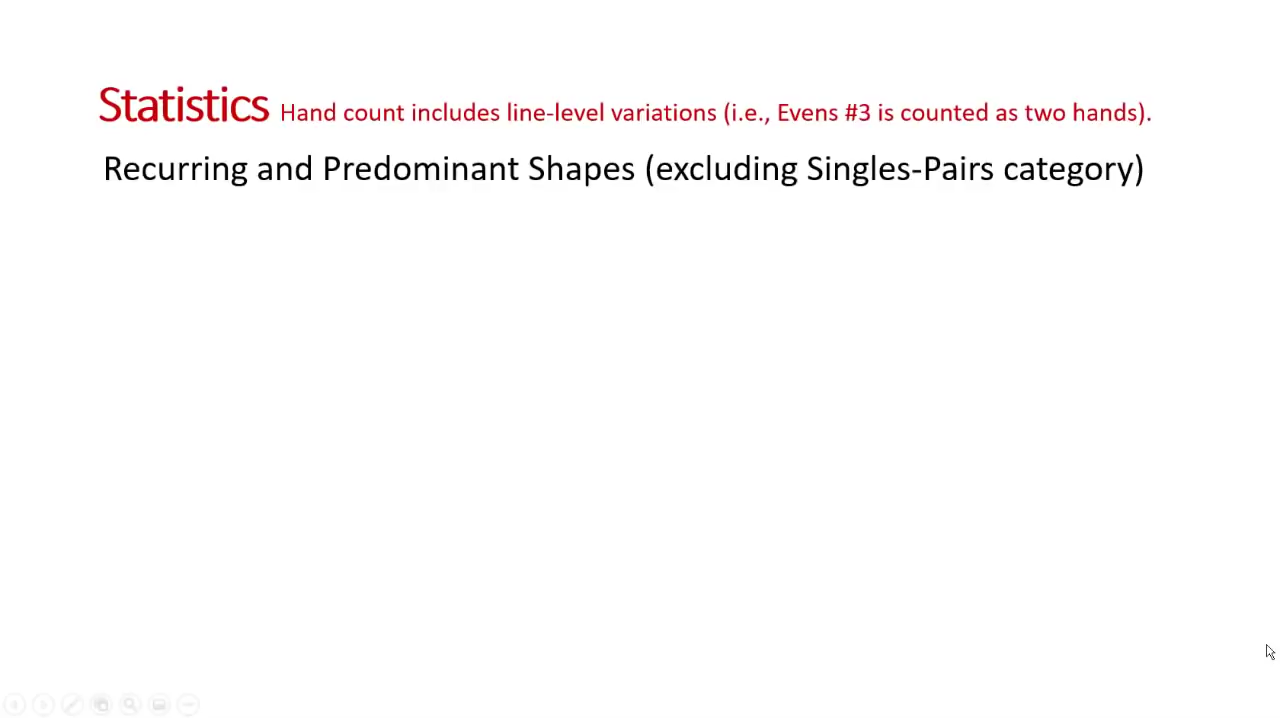 Statistics Hand count includes line-level variations (i.e., Evens #3 is counted as two hands).
Recurring and Predominant Shapes (excluding Singles-Pairs category)